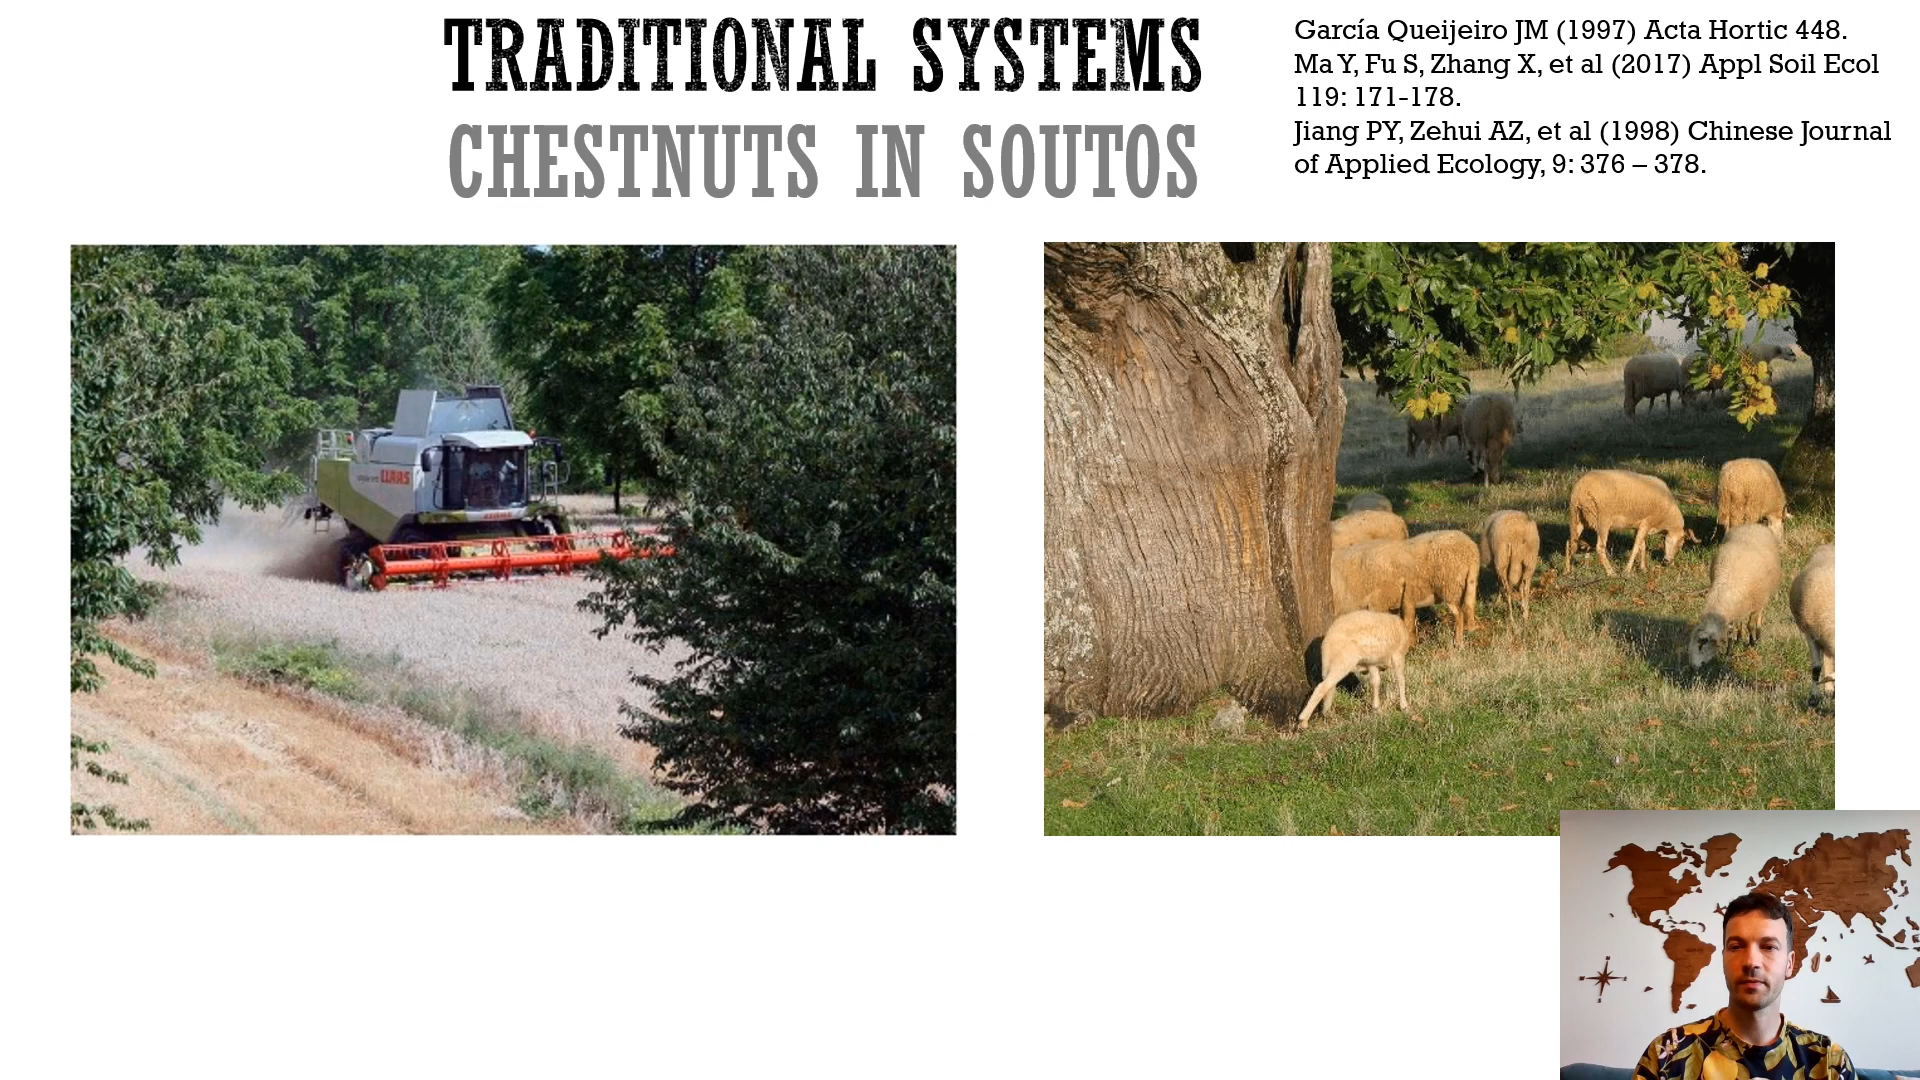 TRADITIONAL SYSTEMS
CHESTNUTS IN SOUTOS
García Queijeiro JM (1997) Acta Hortic 448.
Ma Y, Fu S, Zhang X, et al (2017) Appl Soil Ecol
119: 171-178.
Jiang PY, Zehui AZ, et al (1998) Chinese Journal
of Applied Ecology, 9: 376 – 378.
CLAAS